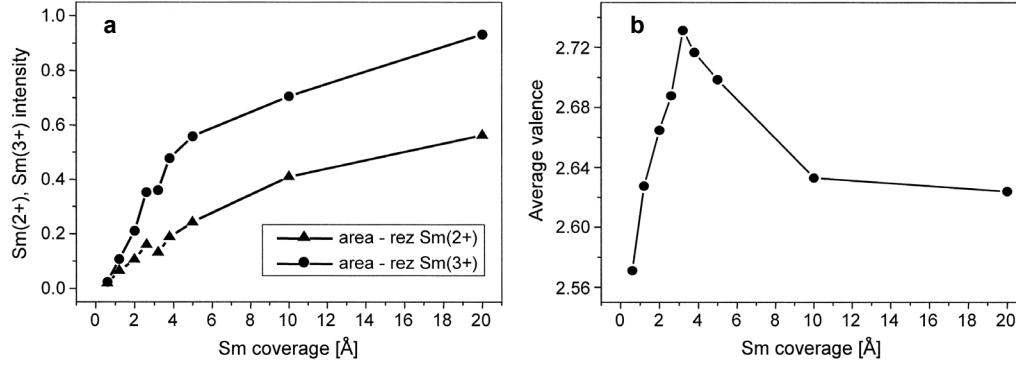 a
1.0
0.8
0.6
0.4
0.2
0.0
Sm(2+), Sm(3+) intensity
area - rez Sm(2+)
area - rez Sm(3+)
0 2 4 6 8 10 12 14 16 18 20
Sm coverage [Å]
b
2.72
2.68
2.64
2.60
2.56
Average valence
0 2 4 6 8 10 12 14 16 18 20
Sm coverage [Å]